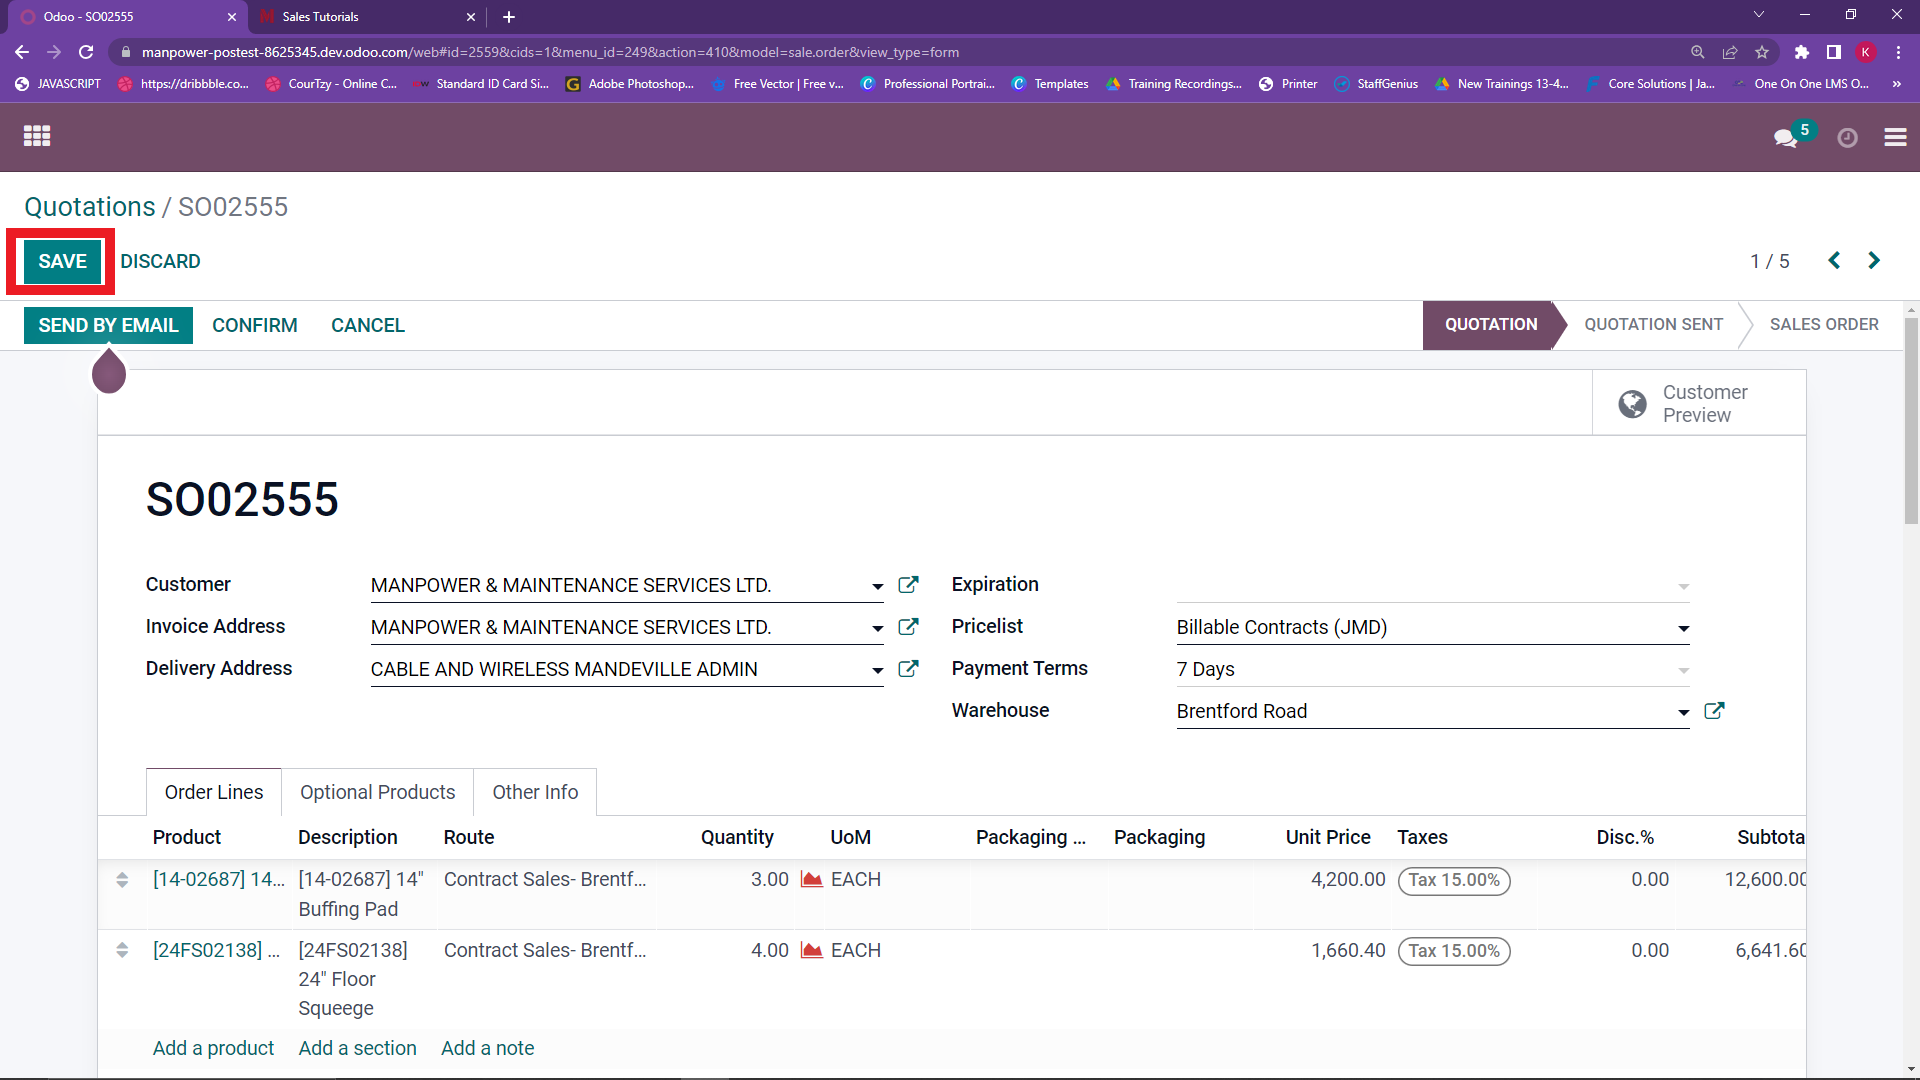 Odoo - SO02555
Sales Tutorials
manpower-postest-8625345.dev.odoo.com/web#id=2559&cids=1&menu_id=249&action=410&model=sale.order&view_type=form
K
JAVASCRIPT
https://dribbble.co...
CourTzy - Online C...
Standard ID Card Si...
Adobe Photoshop...
Free Vector | Free v...
Professional Portrai...
Templates
Training Recordings...
Printer
StaffGenius
New Trainings 13-4...
Core Solutions | Ja...
One On One LMS O...
»
5
Quotations / SO02555
SAVE DISCARD
1 / 5
SEND BY EMAIL CONFIRM CANCEL
QUOTATION QUOTATION SENT SALES ORDER
Customer
Preview
SO02555
Customer MANPOWER & MAINTENANCE SERVICES LTD.
Invoice Address MANPOWER & MAINTENANCE SERVICES LTD.
Delivery Address CABLE AND WIRELESS MANDEVILLE ADMIN
Expiration
Pricelist Billable Contracts (JMD)
Payment Terms 7 Days
Warehouse Brentford Road
Order Lines Optional Products Other Info
Product Description Route Quantity UoM Packaging ... Packaging Unit Price Taxes Disc.% Subtota
[14-02687] 14... [14-02687] 14" Contract Sales- Brentf... 3.00 EACH 4,200.00 Tax 15.00% 0.00 12,600.00
Buffing Pad
[24FS02138] ... [24FS02138] Contract Sales- Brentf... 4.00 EACH 1,660.40 Tax 15.00% 0.00 6,641.60
24" Floor
Squeege
Add a product Add a section Add a note